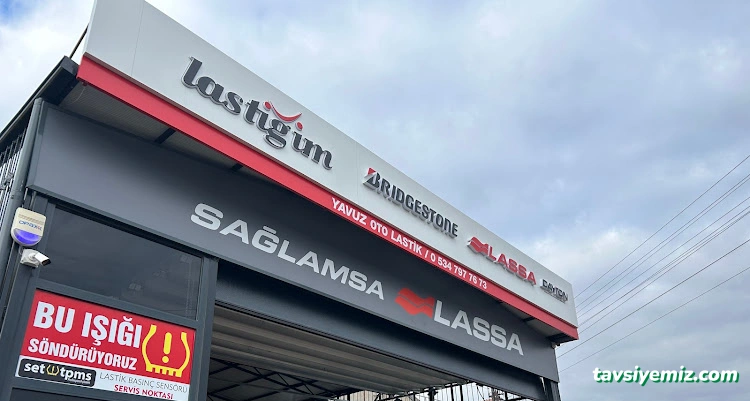 lastiğim
BRIDGESTONE
LASSA
DAYTON
YAVUZ OTO LASTİK / 0 534 797 76 73
SAĞLAMSA LASSA
BU IŞIĞI
SÖNDÜRÜYORUZ
set tpms
LASTİK BASINÇ SENSÖRÜ
SERVİS NOKTASI
tavsiyemiz.com